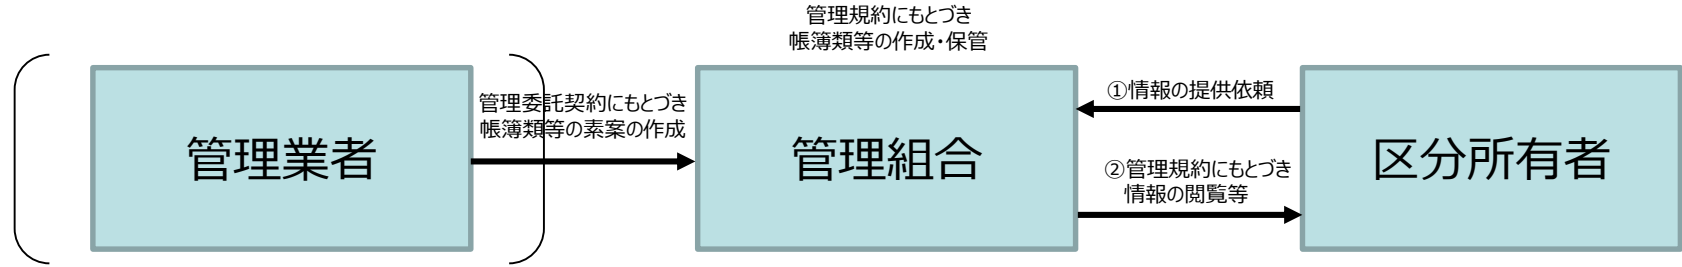 管理規約にもとづき
帳簿類等の作成・保管
管理業者
管理委託契約にもとづき
帳簿類等の素案の作成
管理組合
①情報の提供依頼
②管理規約にもとづき
情報の閲覧等
区分所有者